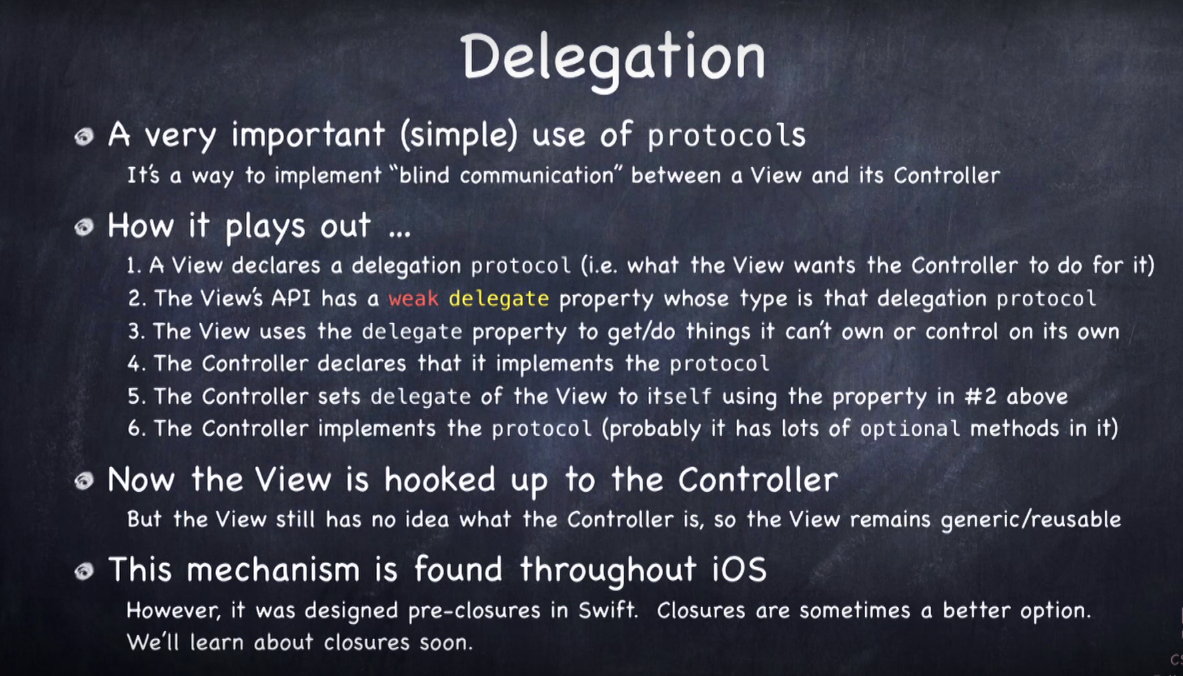 Delegation
A very important (simple) use of protocols
It's a way to implement “blind communication” between a View and its Controller
How it plays out ...
1. A View declares a delegation protocol (i.e. what the View wants the Controller to do for it)
2. The View's API has a weak delegate property whose type is that delegation protocol
3. The View uses the delegate property to get/do things it can't own or control on its own
4. The Controller declares that it implements the protocol
5. The Controller sets delegate of the View to itself using the property in #2 above
6. The Controller implements the protocol (probably it has lots of optional methods in it)
Now the View is hooked up to the Controller
But the View still has no idea what the Controller is, so the View remains generic/reusable
This mechanism is found throughout iOS
However, it was designed pre-closures in Swift. Closures are sometimes a better option.
We'll learn about closures soon.